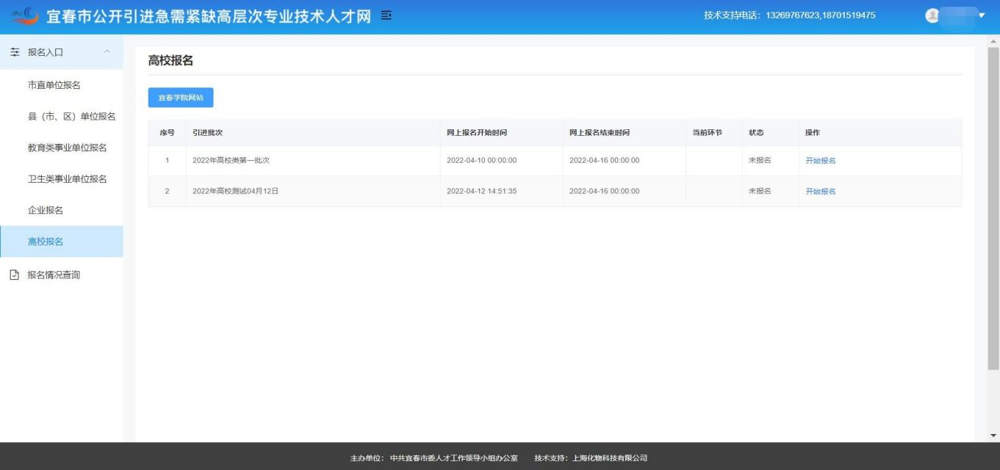 宜春市公开引进急需紧缺高层次专业技术人才网
技术支持电话：13269767623,18701519475
报名入口
市直单位报名
县（市、区）单位报名
教育类事业单位报名
卫生类事业单位报名
企业报名
高校报名
报名情况查询
高校报名
宜春学院网站
序号 引进批次 网上报名开始时间 网上报名结束时间 当前环节 状态 操作
1 2022年高校类第一批次 2022-04-10 00:00:00 2022-04-16 00:00:00 未报名 开始报名
2 2022年高校测试04月12日 2022-04-12 14:51:35 2022-04-16 00:00:00 未报名 开始报名
主办单位：中共宜春市委人才工作领导小组办公室 技术支持：上海化物科技有限公司